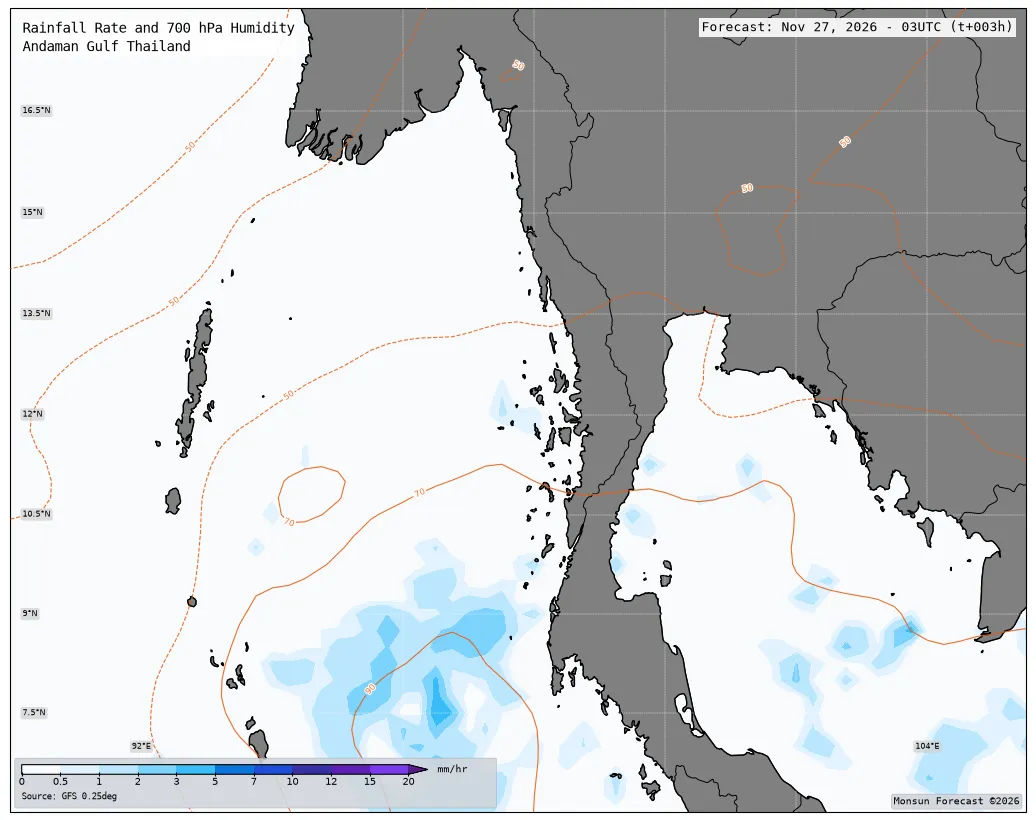 Rainfall Rate and 700 hPa Humidity
Andaman Gulf Thailand
Forecast: Nov 27, 2026 - 03UTC (t+003h)
50
50
50
16.5°N
50
15°N
50
13.5°N
50
12°N
70
70
10.5°N
9°N
90
7.5°N
92°E
104°E
mm/hr
0 0.5 1 2 3 5 7 10 12 15 20
Source: GFS 0.25deg
Monsun Forecast ©2026